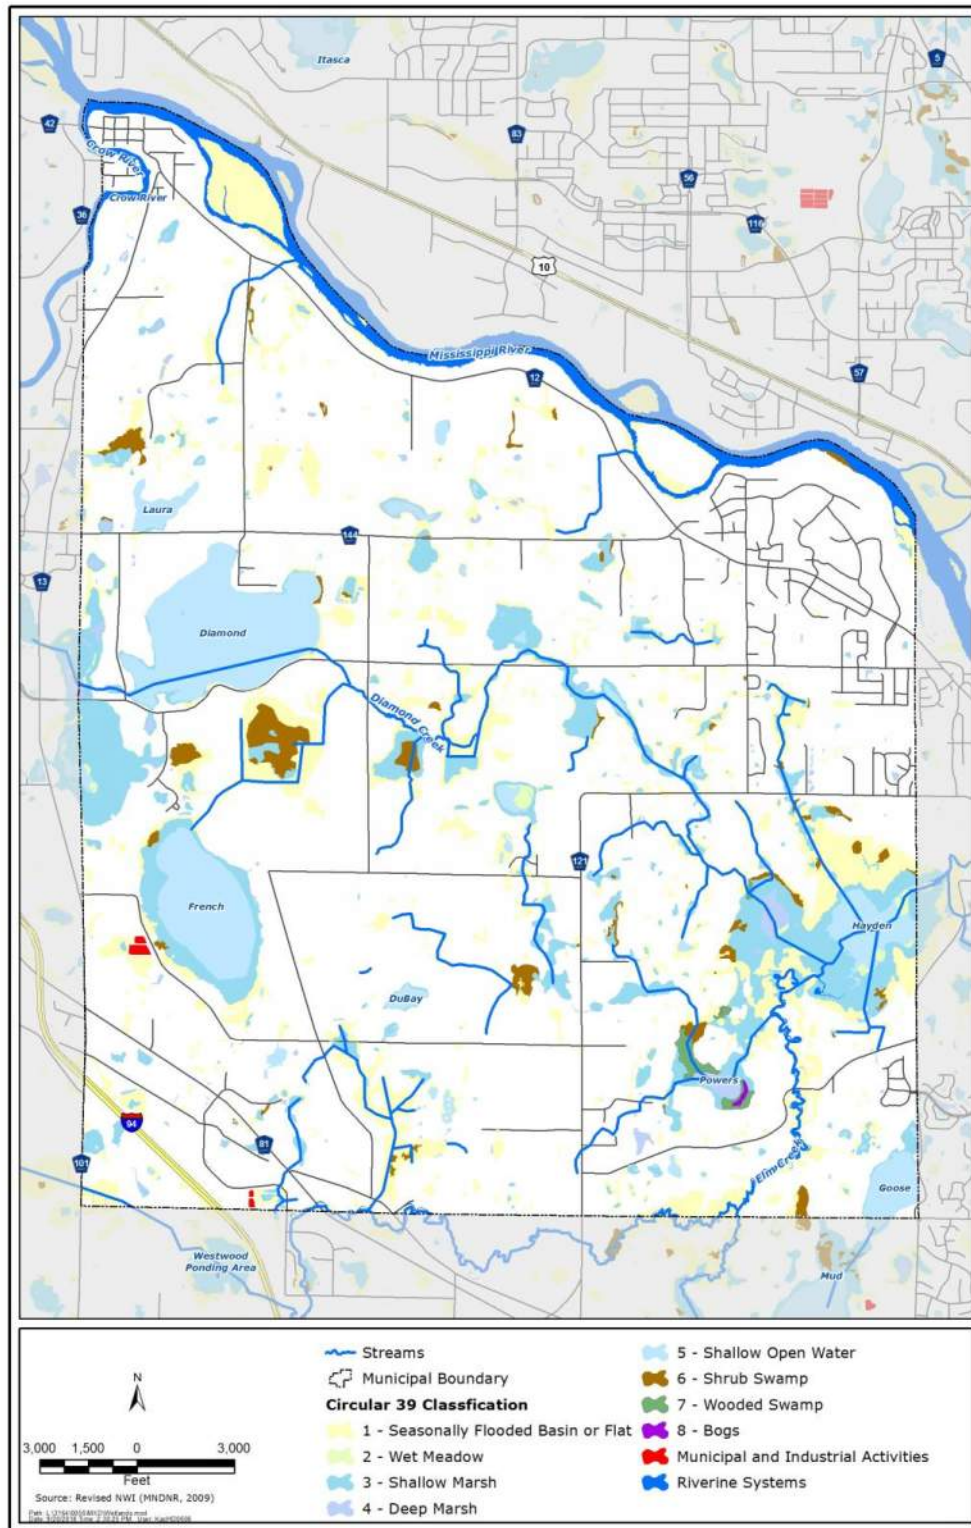 Itasca
5
42
83
56
116
Crow River
Crow River
36
10
Mississippi River
12
57
Laura
144
13
Diamond
Diamond Creek
121
French
Hayden
DuBay
Powers
94
81
101
Elm Creek
Goose
Westwood
Ponding Area
Mud
N
3,000 1,500 0 3,000
Feet
Source: Revised NWI (MNDNR, 2009)
Streams
Municipal Boundary
Circular 39 Classfication
1 - Seasonally Flooded Basin or Flat
2 - Wet Meadow
3 - Shallow Marsh
4 - Deep Marsh
5 - Shallow Open Water
6 - Shrub Swamp
7 - Wooded Swamp
8 - Bogs
Municipal and Industrial Activities
Riverine Systems